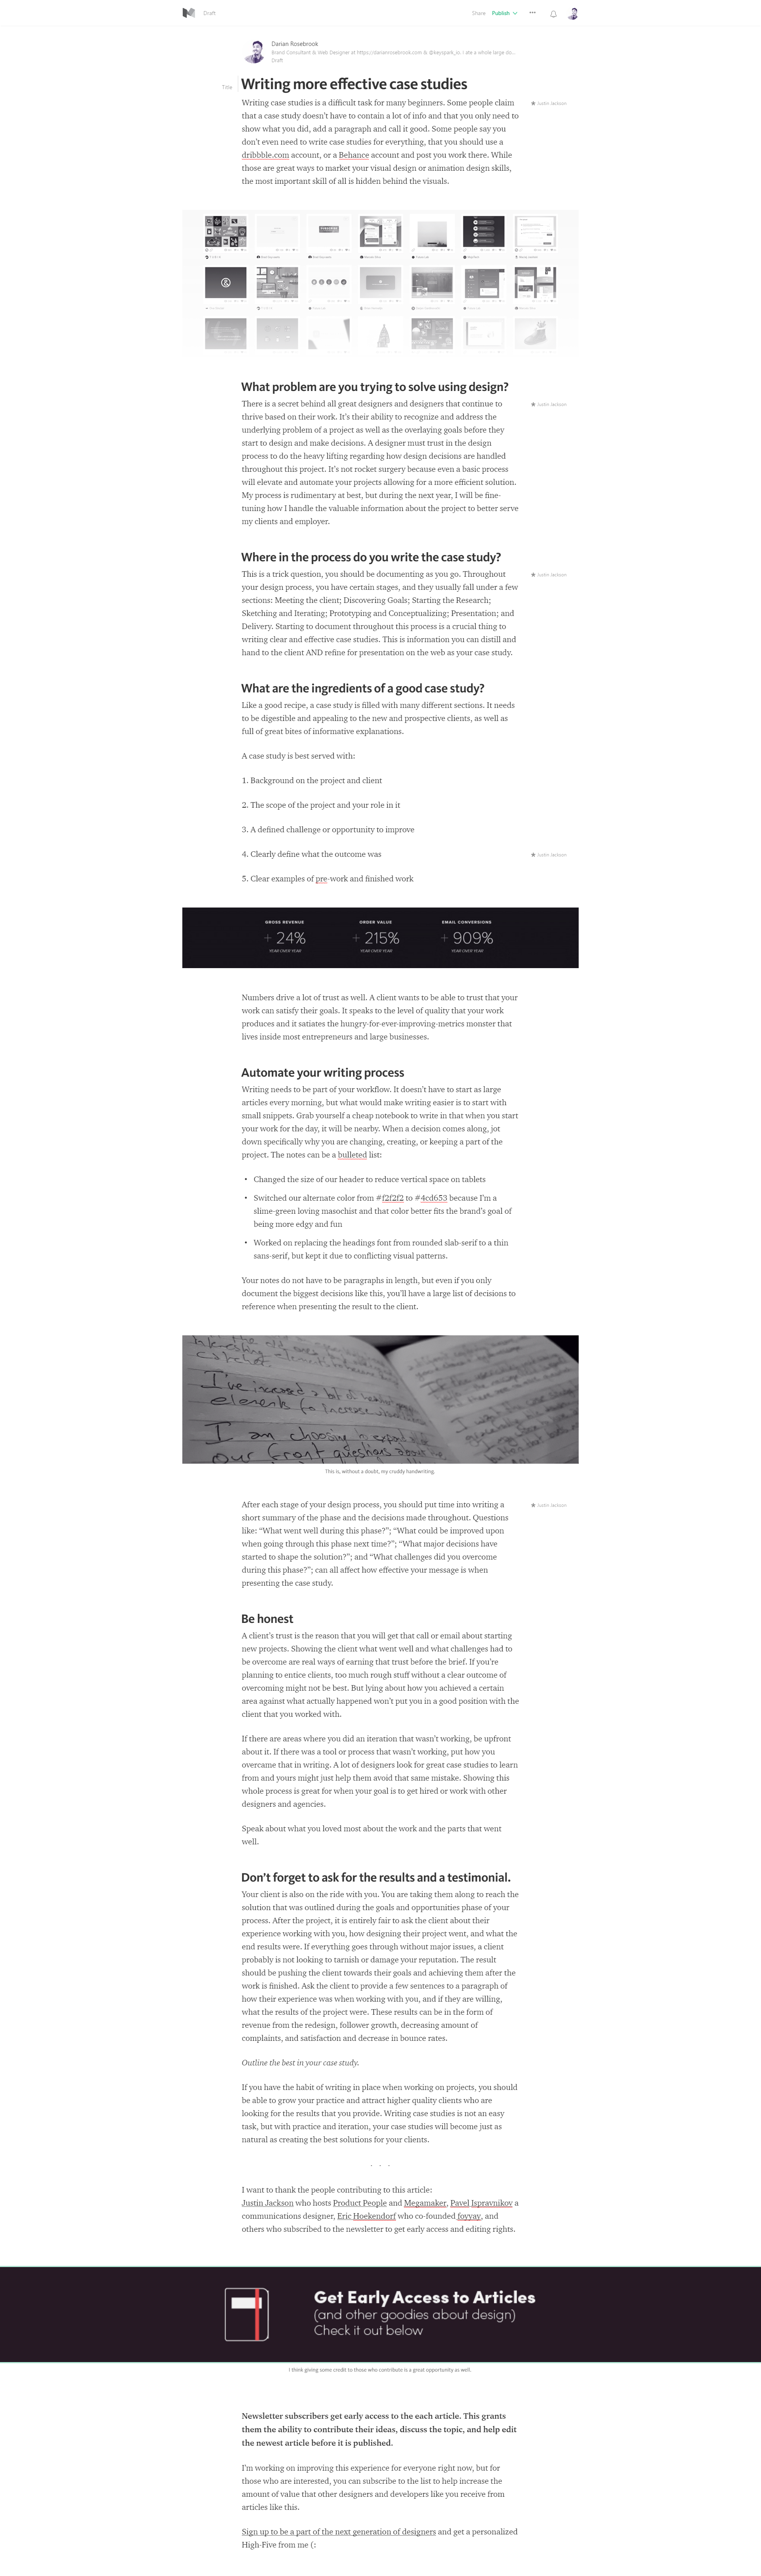 Draft
Share Publish
Darian Rosebrook
Brand Consultant & Web Designer at https://darianrosebrook.com & @keyspark_io. I ate a whole large do...
Draft
Title
Writing more effective case studies
Writing case studies is a difficult task for many beginners. Some people claim
that a case study doesn't have to contain a lot of info and that you only need to
show what you did, add a paragraph and call it good. Some people say you
don't even need to write case studies for everything, that you should use a
dribbble.com account, or a Behance account and post you work there. While
those are great ways to market your visual design or animation design skills,
the most important skill of all is hidden behind the visuals.
Justin Jackson
What problem are you trying to solve using design?
There is a secret behind all great designers and designers that continue to
thrive based on their work. It's their ability to recognize and address the
underlying problem of a project as well as the overlaying goals before they
start to design and make decisions. A designer must trust in the design
process to do the heavy lifting regarding how design decisions are handled
throughout this project. It's not rocket surgery because even a basic process
will elevate and automate your projects allowing for a more efficient solution.
My process is rudimentary at best, but during the next year, I will be fine-
tuning how I handle the valuable information about the project to better serve
my clients and employer.
Justin Jackson
Where in the process do you write the case study?
This is a trick question, you should be documenting as you go. Throughout
your design process, you have certain stages, and they usually fall under a few
sections: Meeting the client; Discovering Goals; Starting the Research;
Sketching and Iterating; Prototyping and Conceptualizing; Presentation; and
Delivery. Starting to document throughout this process is a crucial thing to
writing clear and effective case studies. This is information you can distill and
hand to the client AND refine for presentation on the web as your case study.
Justin Jackson
What are the ingredients of a good case study?
Like a good recipe, a case study is filled with many different sections. It needs
to be digestible and appealing to the new and prospective clients, as well as
full of great bites of informative explanations.
A case study is best served with:
1. Background on the project and client
2. The scope of the project and your role in it
3. A defined challenge or opportunity to improve
4. Clearly define what the outcome was
Justin Jackson
5. Clear examples of pre-work and finished work
GROSS REVENUE ORDER VALUE EMAIL CONVERSIONS
+ 24% + 215% + 909%
YEAR OVER YEAR YEAR OVER YEAR YEAR OVER YEAR
Numbers drive a lot of trust as well. A client wants to be able to trust that your
work can satisfy their goals. It speaks to the level of quality that your work
produces and it satiates the hungry-for-ever-improving-metrics monster that
lives inside most entrepreneurs and large businesses.
Automate your writing process
Writing needs to be part of your workflow. It doesn't have to start as large
articles every morning, but what would make writing easier is to start with
small snippets. Grab yourself a cheap notebook to write in that when you start
your work for the day, it will be nearby. When a decision comes along, jot
down specifically why you are changing, creating, or keeping a part of the
project. The notes can be a bulleted list:
• Changed the size of our header to reduce vertical space on tablets
• Switched our alternate color from #f2f2f2 to #4cd653 because I'm a
slime-green loving masochist and that color better fits the brand's goal of
being more edgy and fun
• Worked on replacing the headings font from rounded slab-serif to a thin
sans-serif, but kept it due to conflicting visual patterns.
Your notes do not have to be paragraphs in length, but even if you only
document the biggest decisions like this, you'll have a large list of decisions to
reference when presenting the result to the client.
I've increased a bit of
elements to increase
I am choosing to expand
our front questions about
This is, without a doubt, my cruddy handwriting.
After each stage of your design process, you should put time into writing a
short summary of the phase and the decisions made throughout. Questions
like: “What went well during this phase?”; “What could be improved upon
when going through this phase next time?”; “What major decisions have
started to shape the solution?”; and “What challenges did you overcome
during this phase?”; can all affect how effective your message is when
presenting the case study.
Justin Jackson
Be honest
A client's trust is the reason that you will get that call or email about starting
new projects. Showing the client what went well and what challenges had to
be overcome are real ways of earning that trust before the brief. If you're
planning to entice clients, too much rough stuff without a clear outcome of
overcoming might not be best. But lying about how you achieved a certain
area against what actually happened won't put you in a good position with the
client that you worked with.
If there are areas where you did an iteration that wasn't working, be upfront
about it. If there was a tool or process that wasn't working, put how you
overcame that in writing. A lot of designers look for great case studies to learn
from and yours might just help them avoid that same mistake. Showing this
whole process is great for when your goal is to get hired or work with other
designers and agencies.
Speak about what you loved most about the work and the parts that went
well.
Don't forget to ask for the results and a testimonial.
Your client is also on the ride with you. You are taking them along to reach the
solution that was outlined during the goals and opportunities phase of your
process. After the project, it is entirely fair to ask the client about their
experience working with you, how designing their project went, and what the
end results were. If everything goes through without major issues, a client
probably is not looking to tarnish or damage your reputation. The result
should be pushing the client towards their goals and achieving them after the
work is finished. Ask the client to provide a few sentences to a paragraph of
how their experience was when working with you, and if they are willing,
what the results of the project were. These results can be in the form of
revenue from the redesign, follower growth, decreasing amount of
complaints, and satisfaction and decrease in bounce rates.
Outline the best in your case study.
If you have the habit of writing in place when working on projects, you should
be able to grow your practice and attract higher quality clients who are
looking for the results that you provide. Writing case studies is not an easy
task, but with practice and iteration, your case studies will become just as
natural as creating the best solutions for your clients.
. . .
I want to thank the people contributing to this article:
Justin Jackson who hosts Product People and Megamaker, Pavel Ispravnikov a
communications designer, Eric Hoekendorf who co-founded foyyay, and
others who subscribed to the newsletter to get early access and editing rights.
Get Early Access to Articles
(and other goodies about design)
Check it out below
I think giving some credit to those who contribute is a great opportunity as well.
Newsletter subscribers get early access to the each article. This grants
them the ability to contribute their ideas, discuss the topic, and help edit
the newest article before it is published.
I'm working on improving this experience for everyone right now, but for
those who are interested, you can subscribe to the list to help increase the
amount of value that other designers and developers like you receive from
articles like this.
Sign up to be a part of the next generation of designers and get a personalized
High-Five from me (: